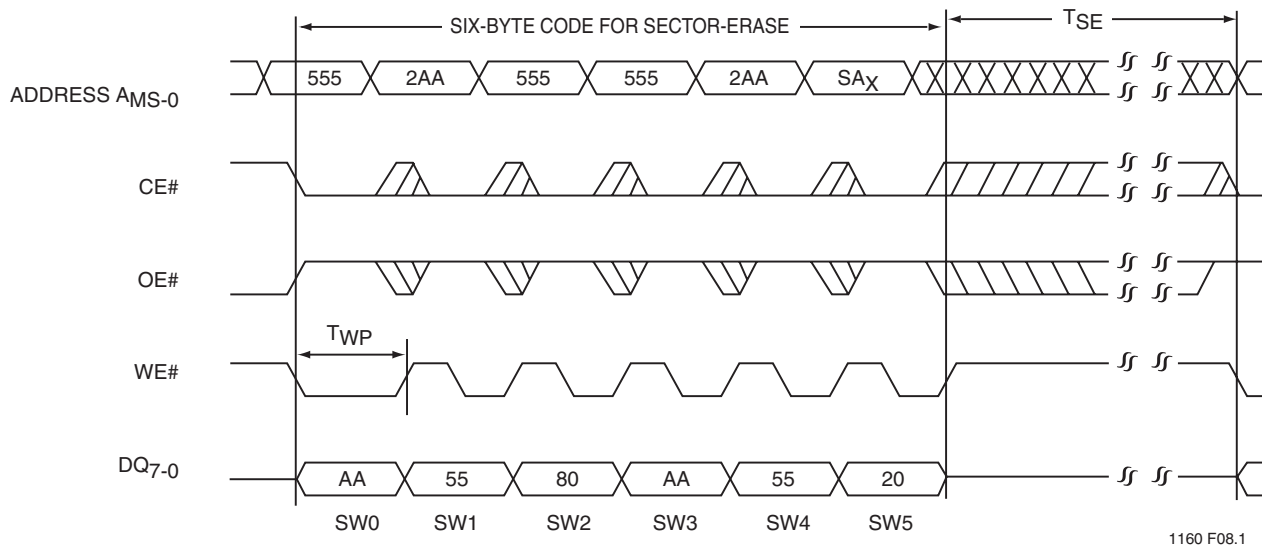 SIX-BYTE CODE FOR SECTOR-ERASE
TSE
ADDRESS AMS-0
555 2AA 555 555 2AA SAX
CE#
OE#
TWP
WE#
DQ7-0
AA 55 80 AA 55 20
SW0 SW1 SW2 SW3 SW4 SW5
1160 F08.1